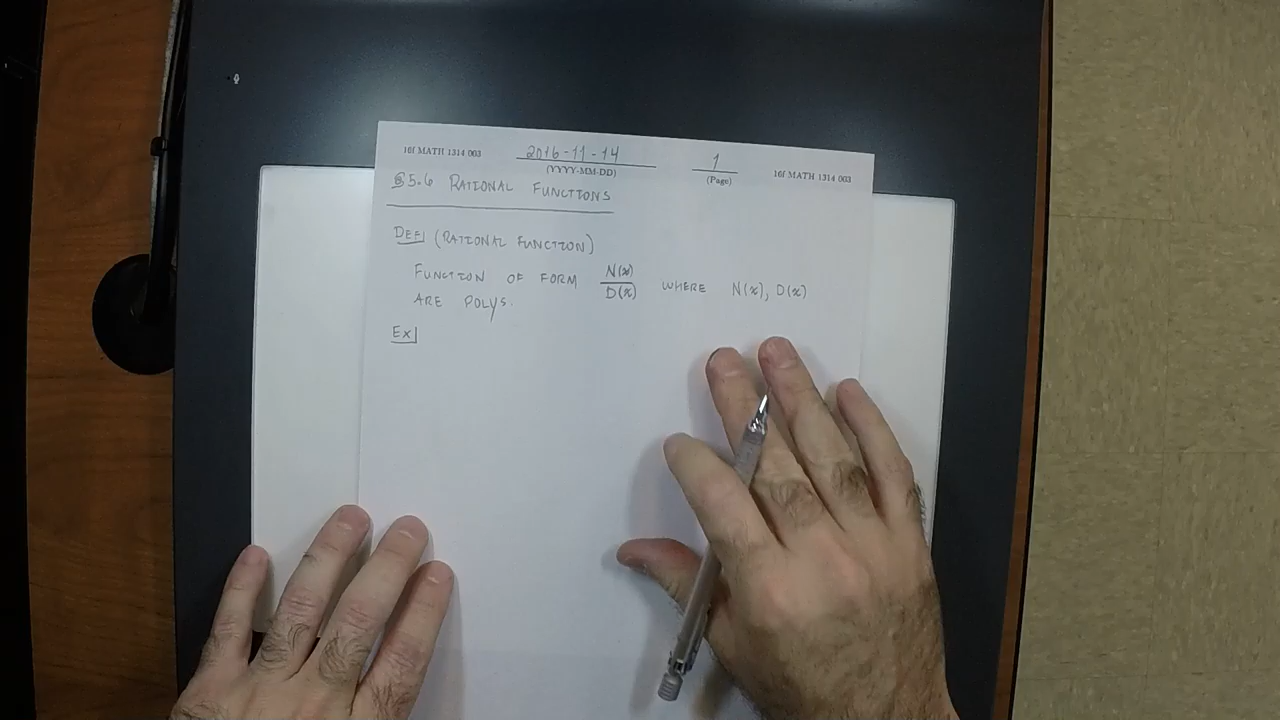 16f MATH 1314 003 2016-11-14 1 16f MATH 1314 003
(YYYY-MM-DD) (Page)
§5.6 RATIONAL FUNCTIONS
DEF (RATIONAL FUNCTION)
FUNCTION OF FORM N(x)/D(x) WHERE N(x), D(x)
ARE POLYS.
EX